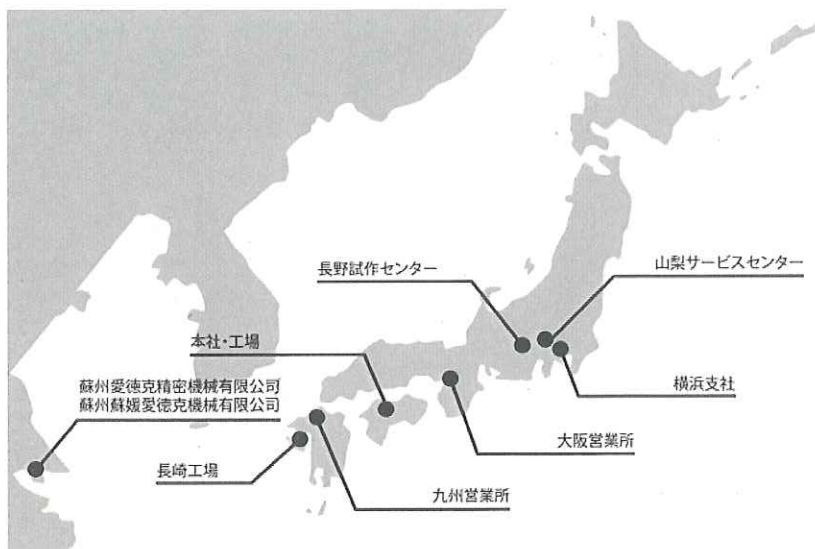 長野試作センター
山梨サービスセンター
本社・工場
蘇州愛徳克精密機械有限公司
蘇州蘇媛愛徳克機械有限公司
横浜支社
大阪営業所
長崎工場
九州営業所